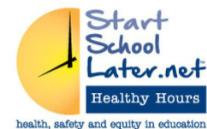 Start
School
Later.net
Healthy Hours
health, safety and equity in education